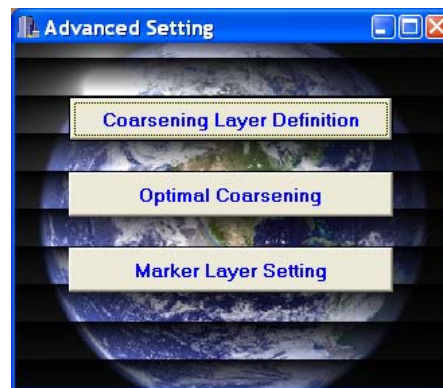 Advanced Setting
Coarsening Layer Definition
Optimal Coarsening
Marker Layer Setting